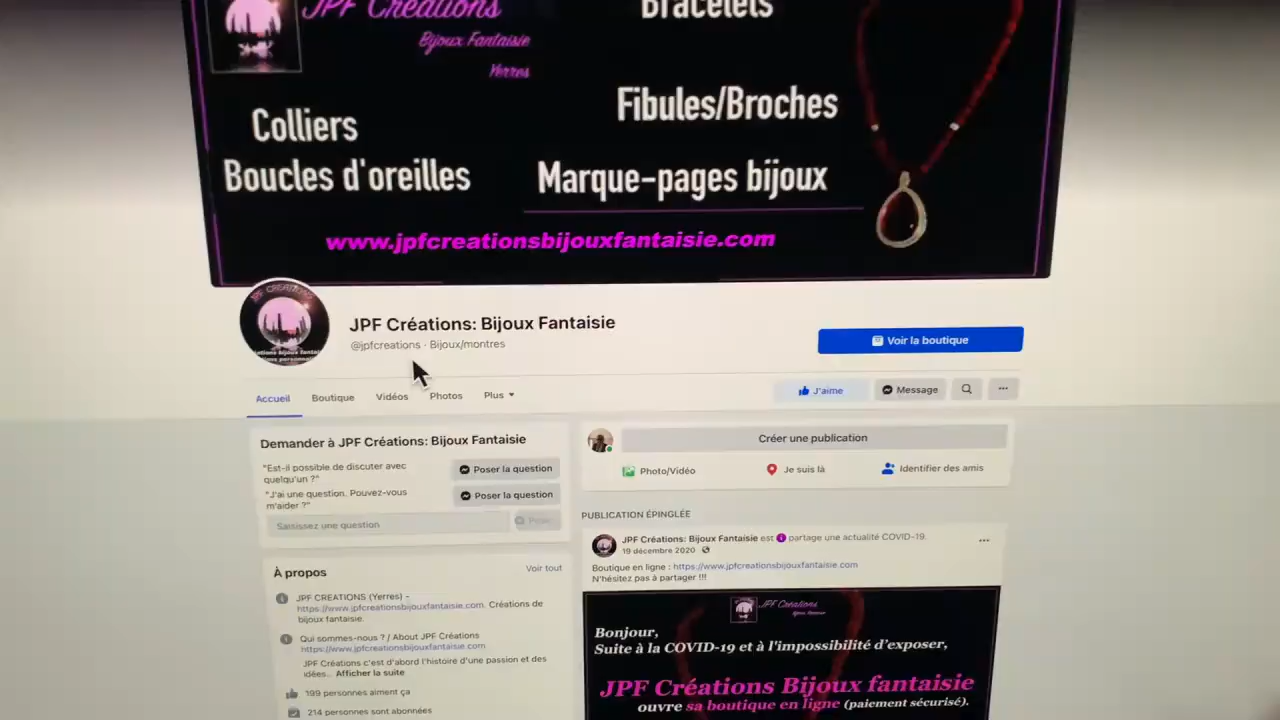 JPF Créations
Bijoux Fantaisie
Yerres
Bracelets
Fibules/Broches
Colliers
Boucles d'oreilles
Marque-pages bijoux
www.jpfcreationsbijouxfantaisie.com
JPF CREATIONS
JPF Créations: Bijoux Fantaisie
@jpfcreations · Bijoux/montres
Voir la boutique
Accueil Boutique Vidéos Photos Plus
J'aime Message
Demander à JPF Créations: Bijoux Fantaisie
"Est-il possible de discuter avec
quelqu'un ?"
Poser la question
"J'ai une question. Pouvez-vous
m'aider ?"
Poser la question
Saisissez une question
À propos
Voir tout
JPF CREATIONS (Yerres) -
https://www.jpfcreationsbijouxfantaisie.com. Créations de
bijoux fantaisie.
Qui sommes-nous ? / About JPF Créations
https://www.jpfcreationsbijouxfantaisie.com
JPF Créations c'est d'abord l'histoire d'une passion et des
idées... Afficher la suite
199 personnes aiment ça
214 personnes sont abonnées
Créer une publication
Photo/Vidéo Je suis là Identifier des amis
PUBLICATION ÉPINGLÉE
JPF Créations: Bijoux Fantaisie est partage une actualité COVID-19.
19 décembre 2020
Boutique en ligne : https://www.jpfcreationsbijouxfantaisie.com
N'hésitez pas à partager !!!
JPF Créations
Bonjour,
Suite à la COVID-19 et à l'impossibilité d'exposer,
JPF Créations Bijoux fantaisie
ouvre sa boutique en ligne (paiement sécurisé).